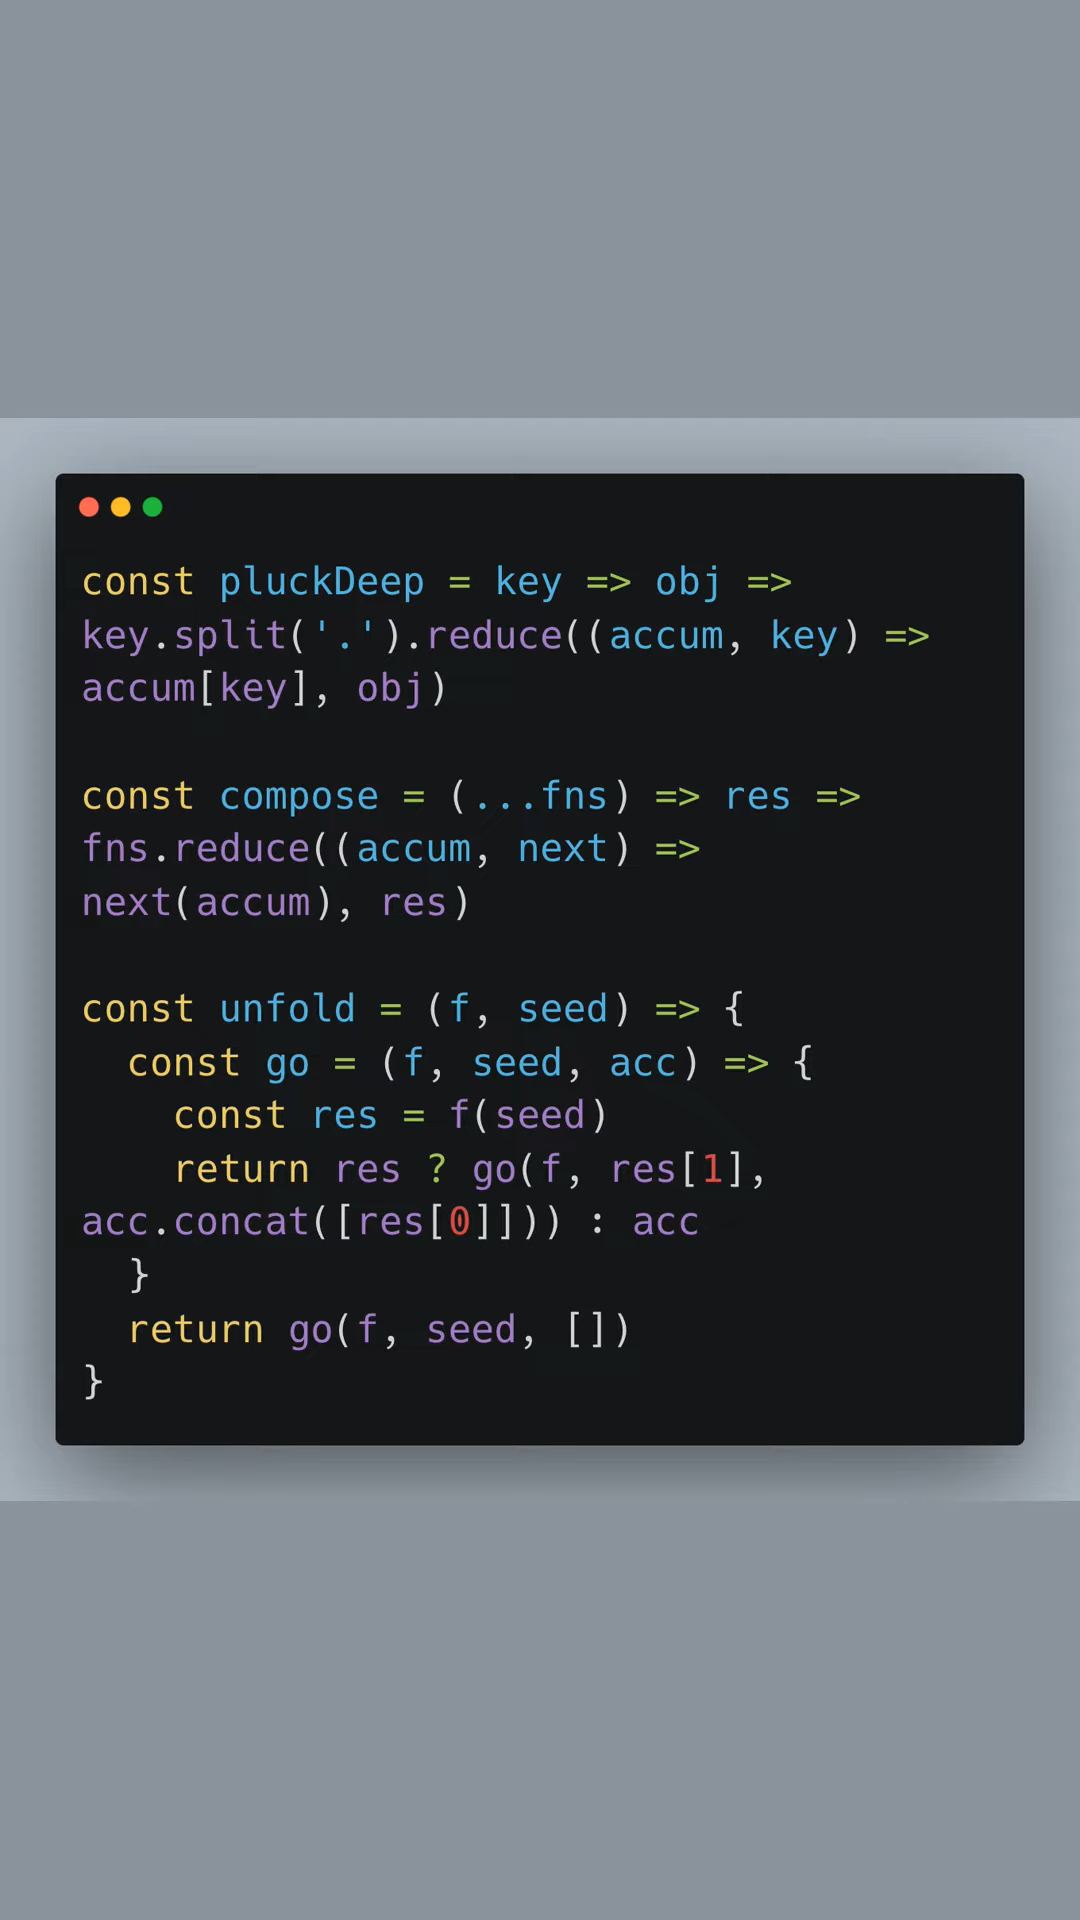 const pluckDeep = key => obj =>
key.split('.').reduce((accum, key) =>
accum[key], obj)

const compose = (...fns) => res =>
fns.reduce((accum, next) =>
next(accum), res)

const unfold = (f, seed) => {
  const go = (f, seed, acc) => {
    const res = f(seed)
    return res ? go(f, res[1],
acc.concat([res[0]])) : acc
  }
  return go(f, seed, [])
}